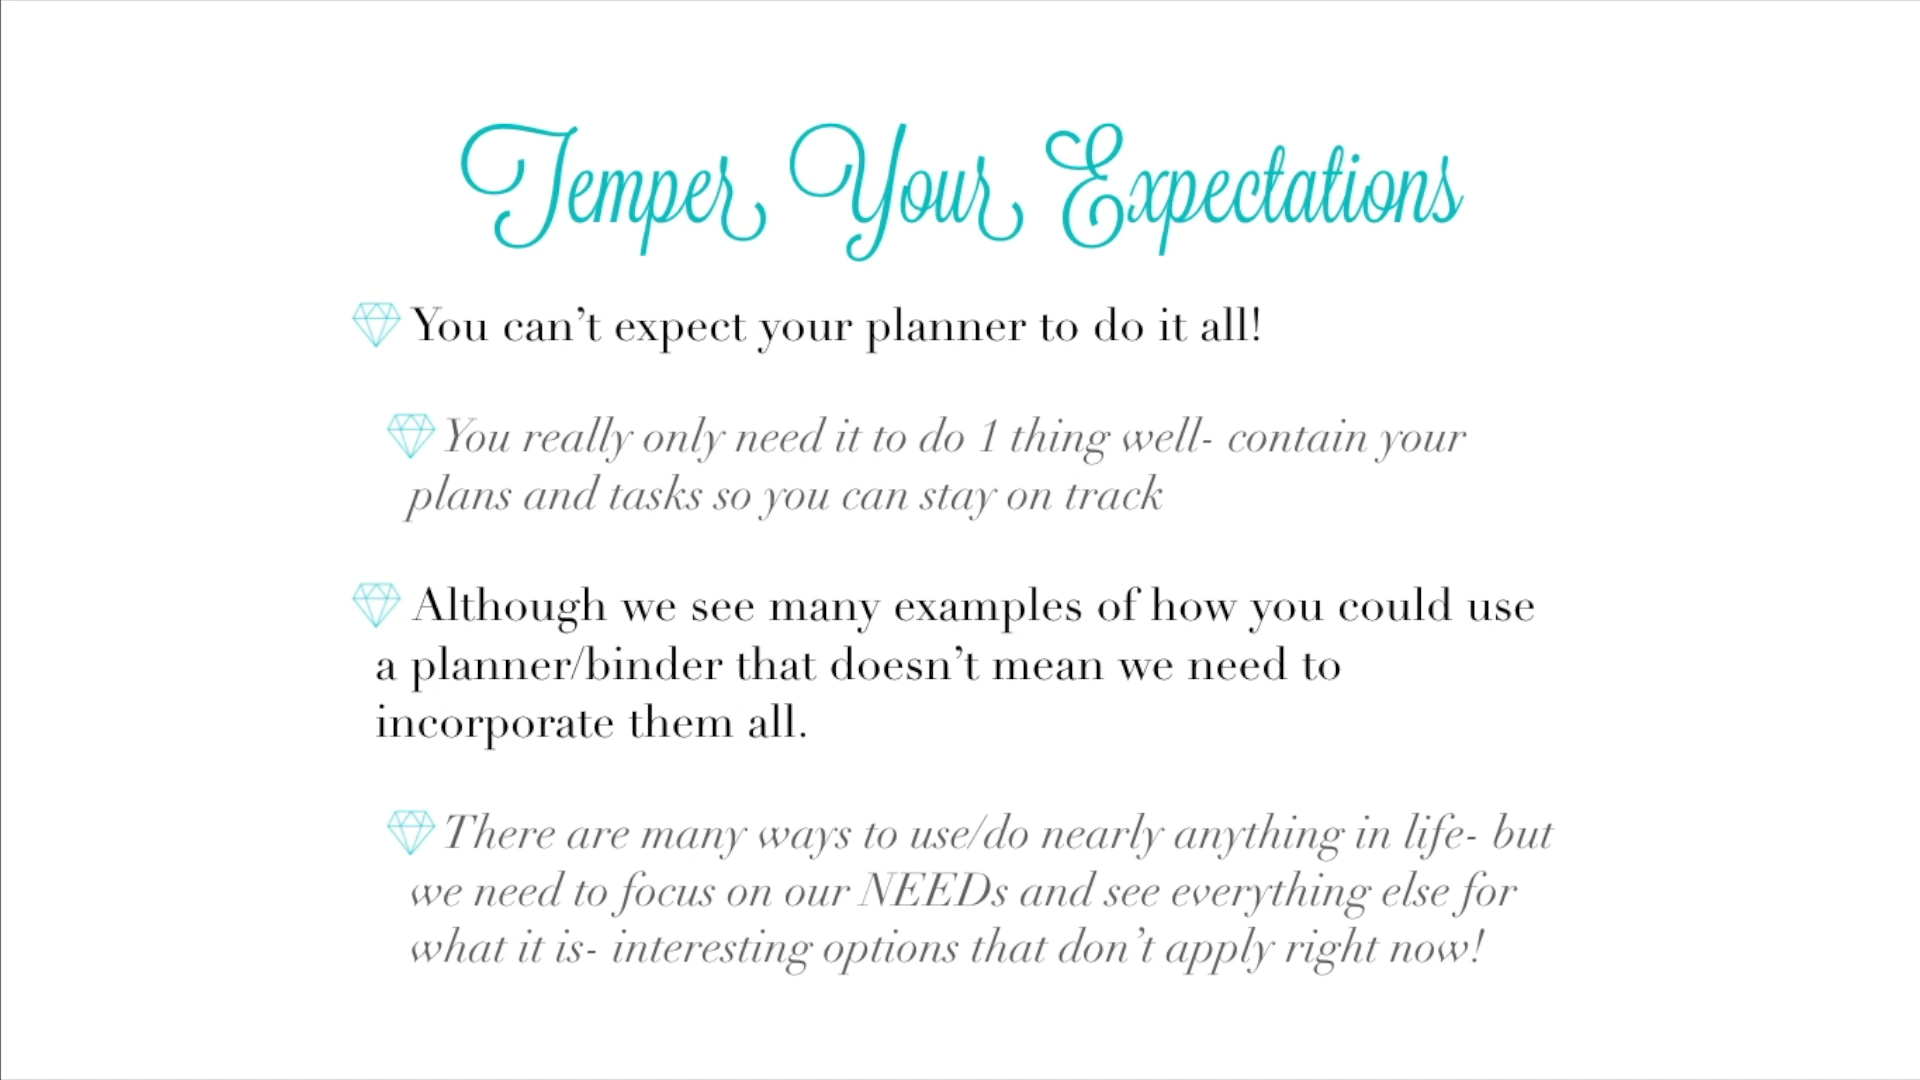 Temper Your Expectations
You can’t expect your planner to do it all!
You really only need it to do 1 thing well- contain your
plans and tasks so you can stay on track
Although we see many examples of how you could use
a planner/binder that doesn’t mean we need to
incorporate them all.
There are many ways to use/do nearly anything in life- but
we need to focus on our NEEDs and see everything else for
what it is- interesting options that don’t apply right now!